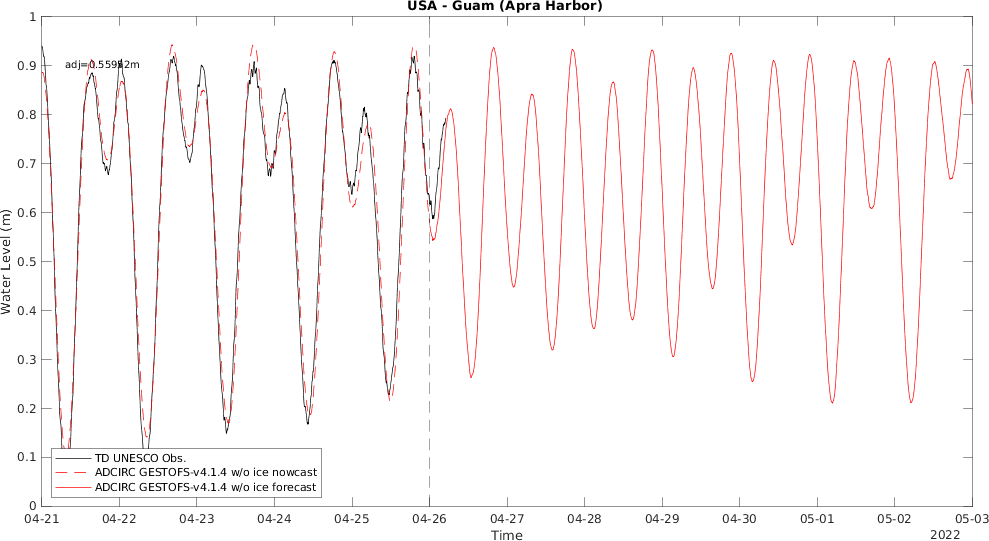 USA - Guam (Apra Harbor)
1
0.9
0.8
0.7
0.6
0.5
0.4
0.3
0.2
0.1
0
Water Level (m)
TD UNESCO Obs.
ADCIRC GESTOFS-v4.1.4 w/o ice nowcast
ADCIRC GESTOFS-v4.1.4 w/o ice forecast
04-21 04-22 04-23 04-24 04-25 04-26 04-27 04-28 04-29 04-30 05-01 05-02 05-03
Time
2022